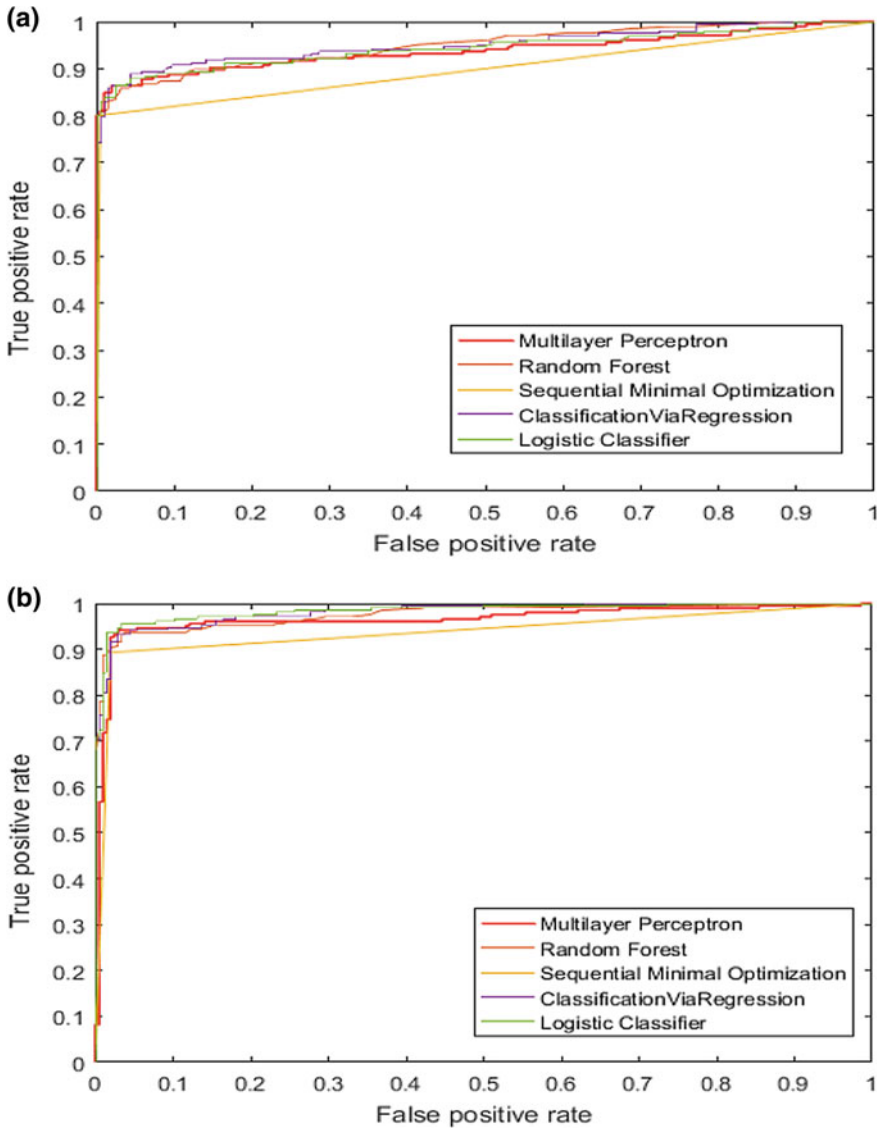 (a)
1
0.9
0.8
0.7
0.6
0.5
0.4
0.3
0.2
0.1
0
True positive rate
Multilayer Perceptron
Random Forest
Sequential Minimal Optimization
ClassificationViaRegression
Logistic Classifier
0 0.1 0.2 0.3 0.4 0.5 0.6 0.7 0.8 0.9 1
False positive rate
(b)
1
0.9
0.8
0.7
0.6
0.5
0.4
0.3
0.2
0.1
0
True positive rate
Multilayer Perceptron
Random Forest
Sequential Minimal Optimization
ClassificationViaRegression
Logistic Classifier
0 0.1 0.2 0.3 0.4 0.5 0.6 0.7 0.8 0.9 1
False positive rate